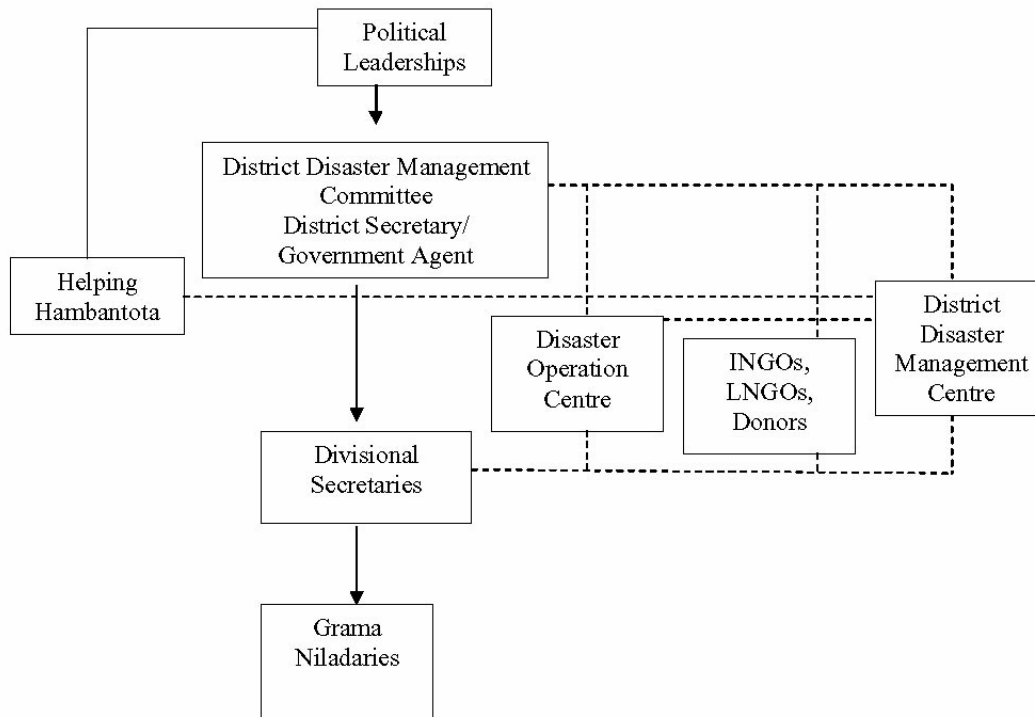 Political
Leaderships
District Disaster Management
Committee
District Secretary/
Government Agent
Helping
Hambantota
Disaster
Operation
Centre
INGOs,
LNGOs,
Donors
District
Disaster
Management
Centre
Divisional
Secretaries
Grama
Niladaries